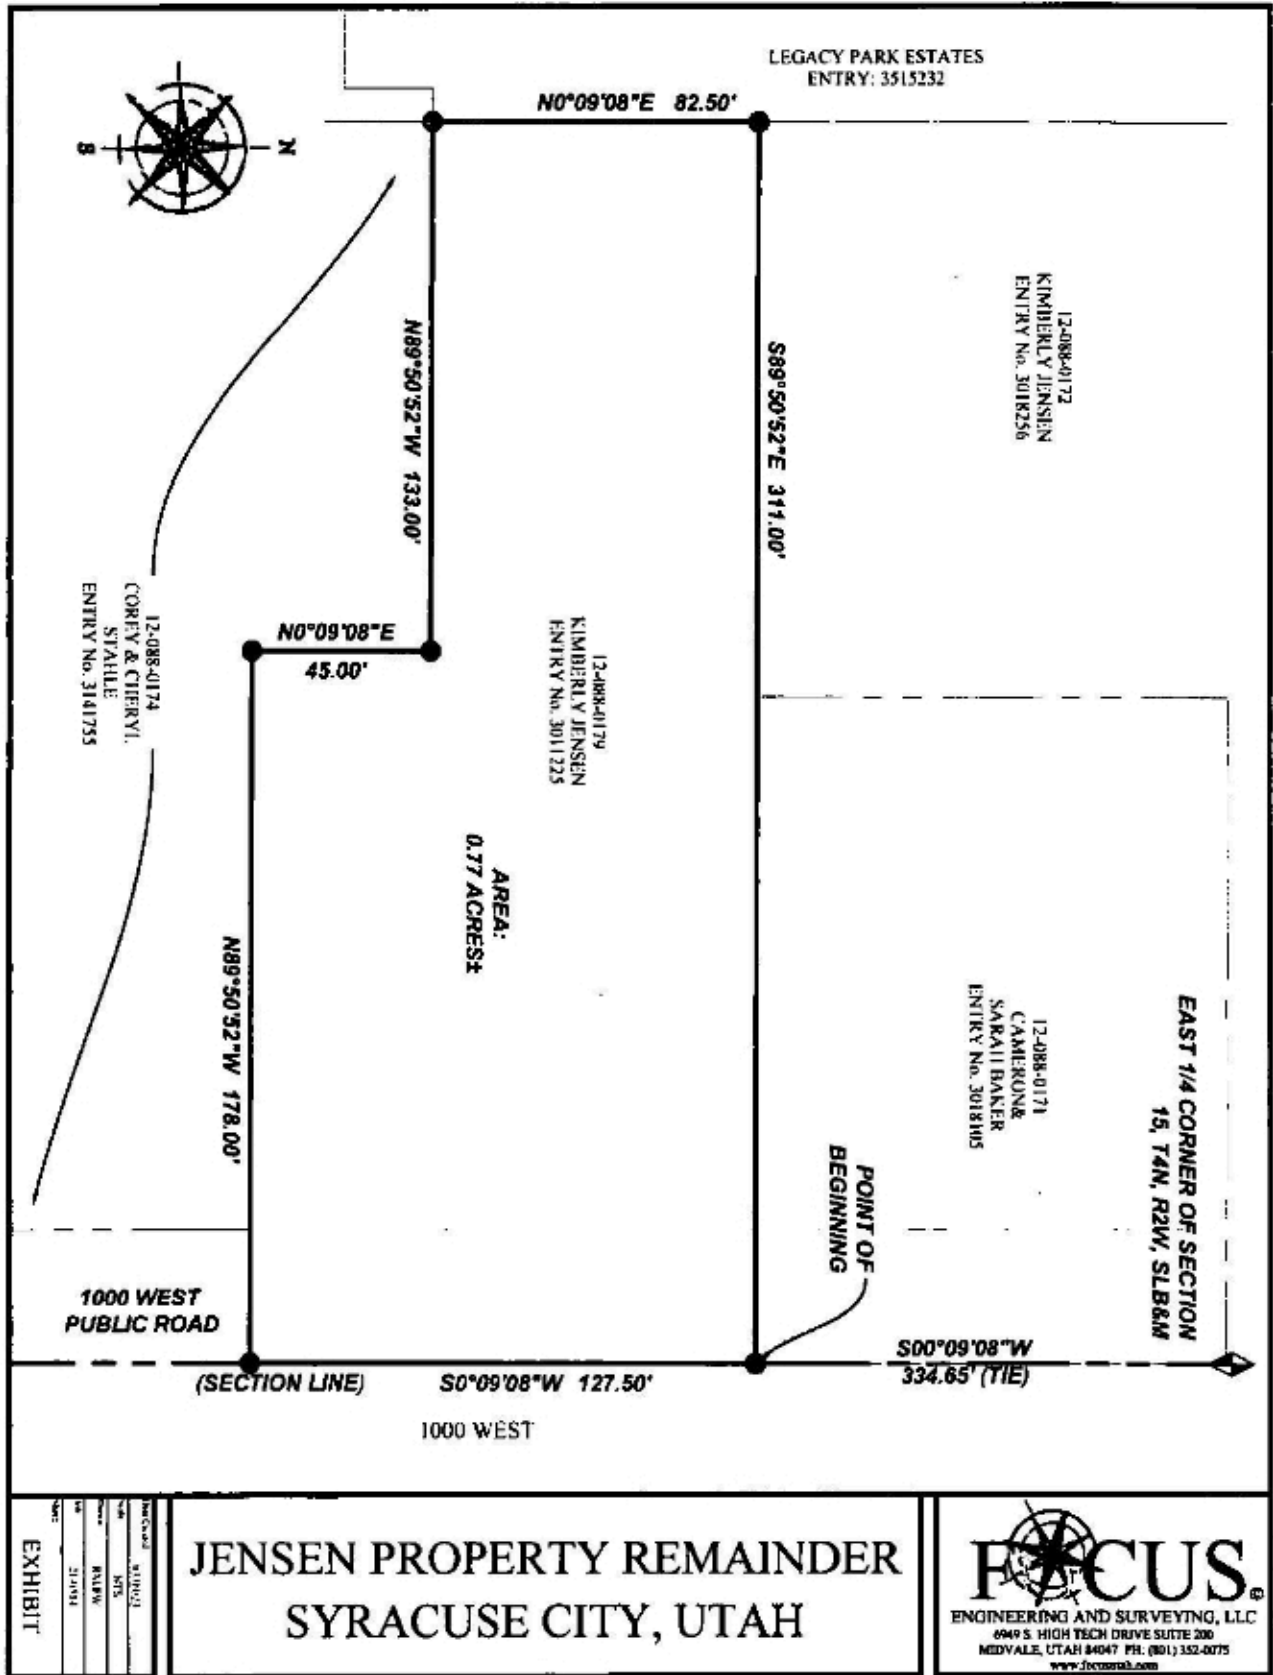 LEGACY PARK ESTATES
ENTRY: 3515232
N0°09'08"E 82.50'
S
N
12-088-0172
KIMBERLY JENSEN
ENTRY No. 3018256
S89°50'52"E 311.00'
N89°50'52"W 133.00'
12-088-0174
COREY & CHERYL
STAHLE
ENTRY No. 3141755
N0°09'08"E
45.00'
12-088-0179
KIMBERLY JENSEN
ENTRY No. 3011225
AREA:
0.77 ACRES±
N89°50'52"W 178.00'
12-088-0171
CAMERON&
SARAH BAKER
ENTRY No. 3018105
EAST 1/4 CORNER OF SECTION
15, T4N, R2W, SLB&M
POINT OF
BEGINNING
1000 WEST
PUBLIC ROAD
(SECTION LINE)
S0°09'08"W 127.50'
S00°09'08"W
334.65' (TIE)
1000 WEST
EXHIBIT
JENSEN PROPERTY REMAINDER
SYRACUSE CITY, UTAH
FOCUS®
ENGINEERING AND SURVEYING, LLC
6949 S. HIGH TECH DRIVE SUITE 200
MIDVALE, UTAH 84047 PH: (801) 352-0075
www.focusutah.com